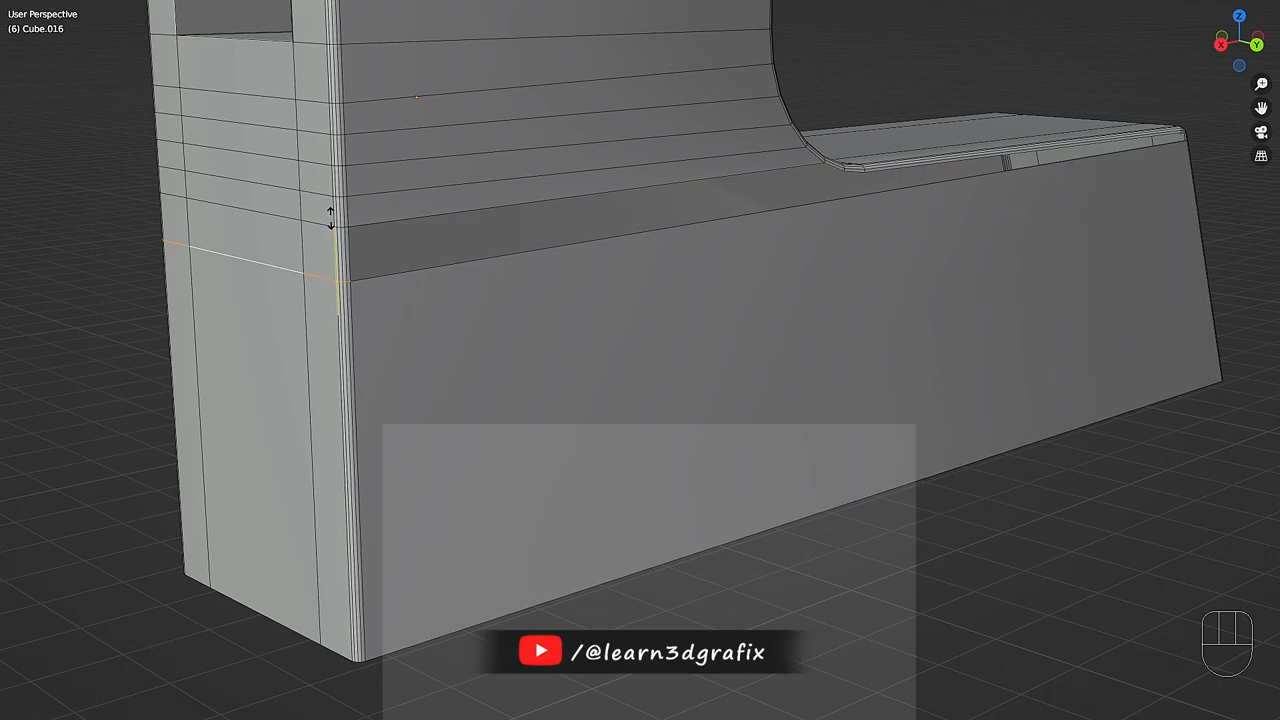 User Perspective
(6) Cube.016
Z
X
Y
/@learn3dgrafix